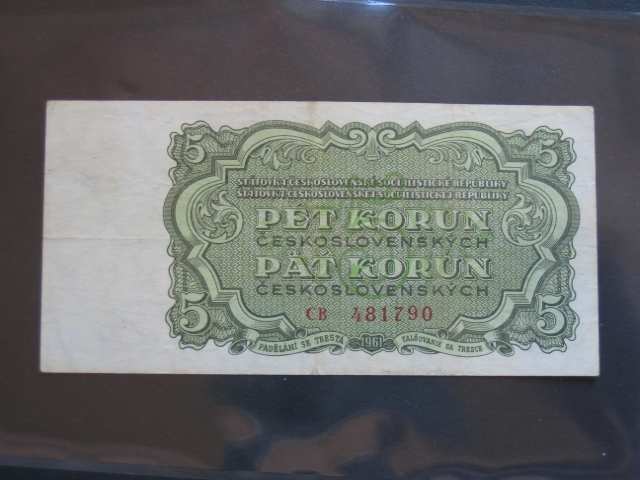 5 5
STÁTOVKA ČESKOSLOVENSKÉ SOCIALISTICKÉ REPUBLIKY
ŠTÁTOVKA ČESKOSLOVENSKEJ SOCIALISTICKEJ REPUBLIKY
PĚT KORUN
ČESKOSLOVENSKÝCH
PÄŤ KORUN
ČESKOSLOVENSKÝCH
CB 481790
5 5
PADĚLÁNÍ SE TRESTÁ 1961 FALŠOVANIE SA TRESCE